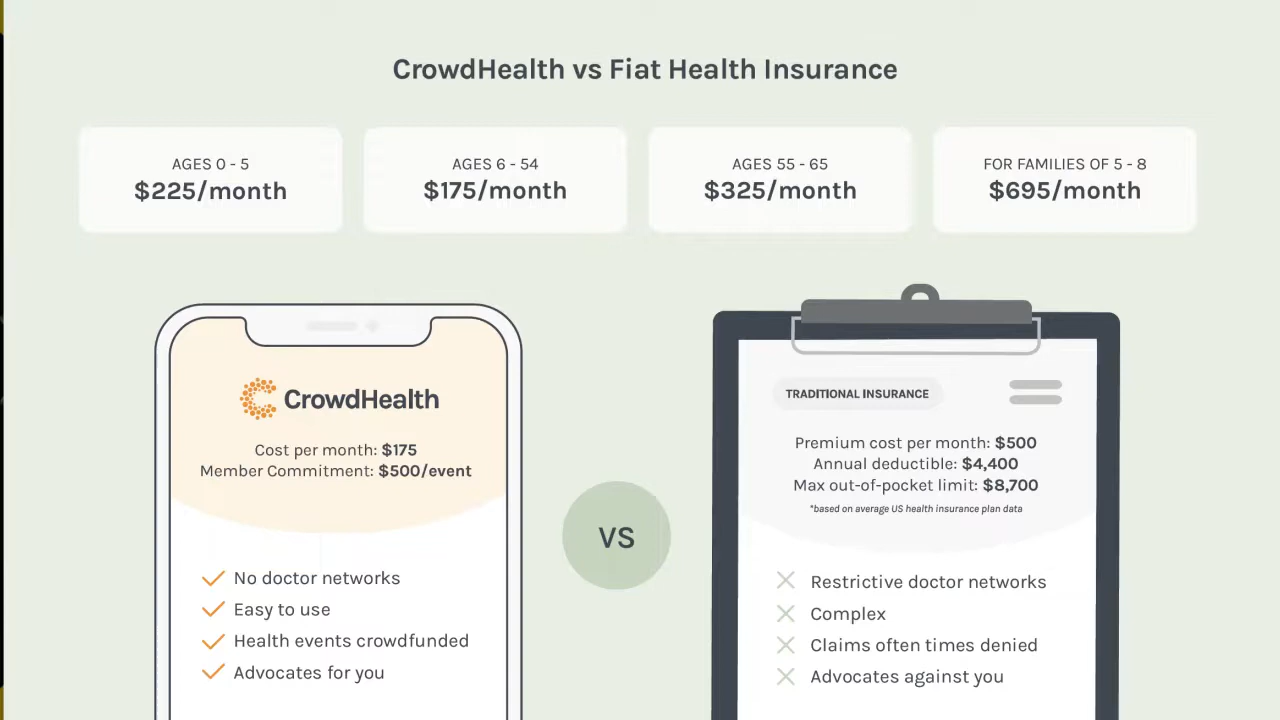 CrowdHealth vs Fiat Health Insurance
AGES 0 - 5
$225/month
AGES 6 - 54
$175/month
AGES 55 - 65
$325/month
FOR FAMILIES OF 5 - 8
$695/month
CrowdHealth
Cost per month: $175
Member Commitment: $500/event
No doctor networks
Easy to use
Health events crowdfunded
Advocates for you
VS
TRADITIONAL INSURANCE
Premium cost per month: $500
Annual deductible: $4,400
Max out-of-pocket limit: $8,700
*based on average US health insurance plan data
Restrictive doctor networks
Complex
Claims often times denied
Advocates against you